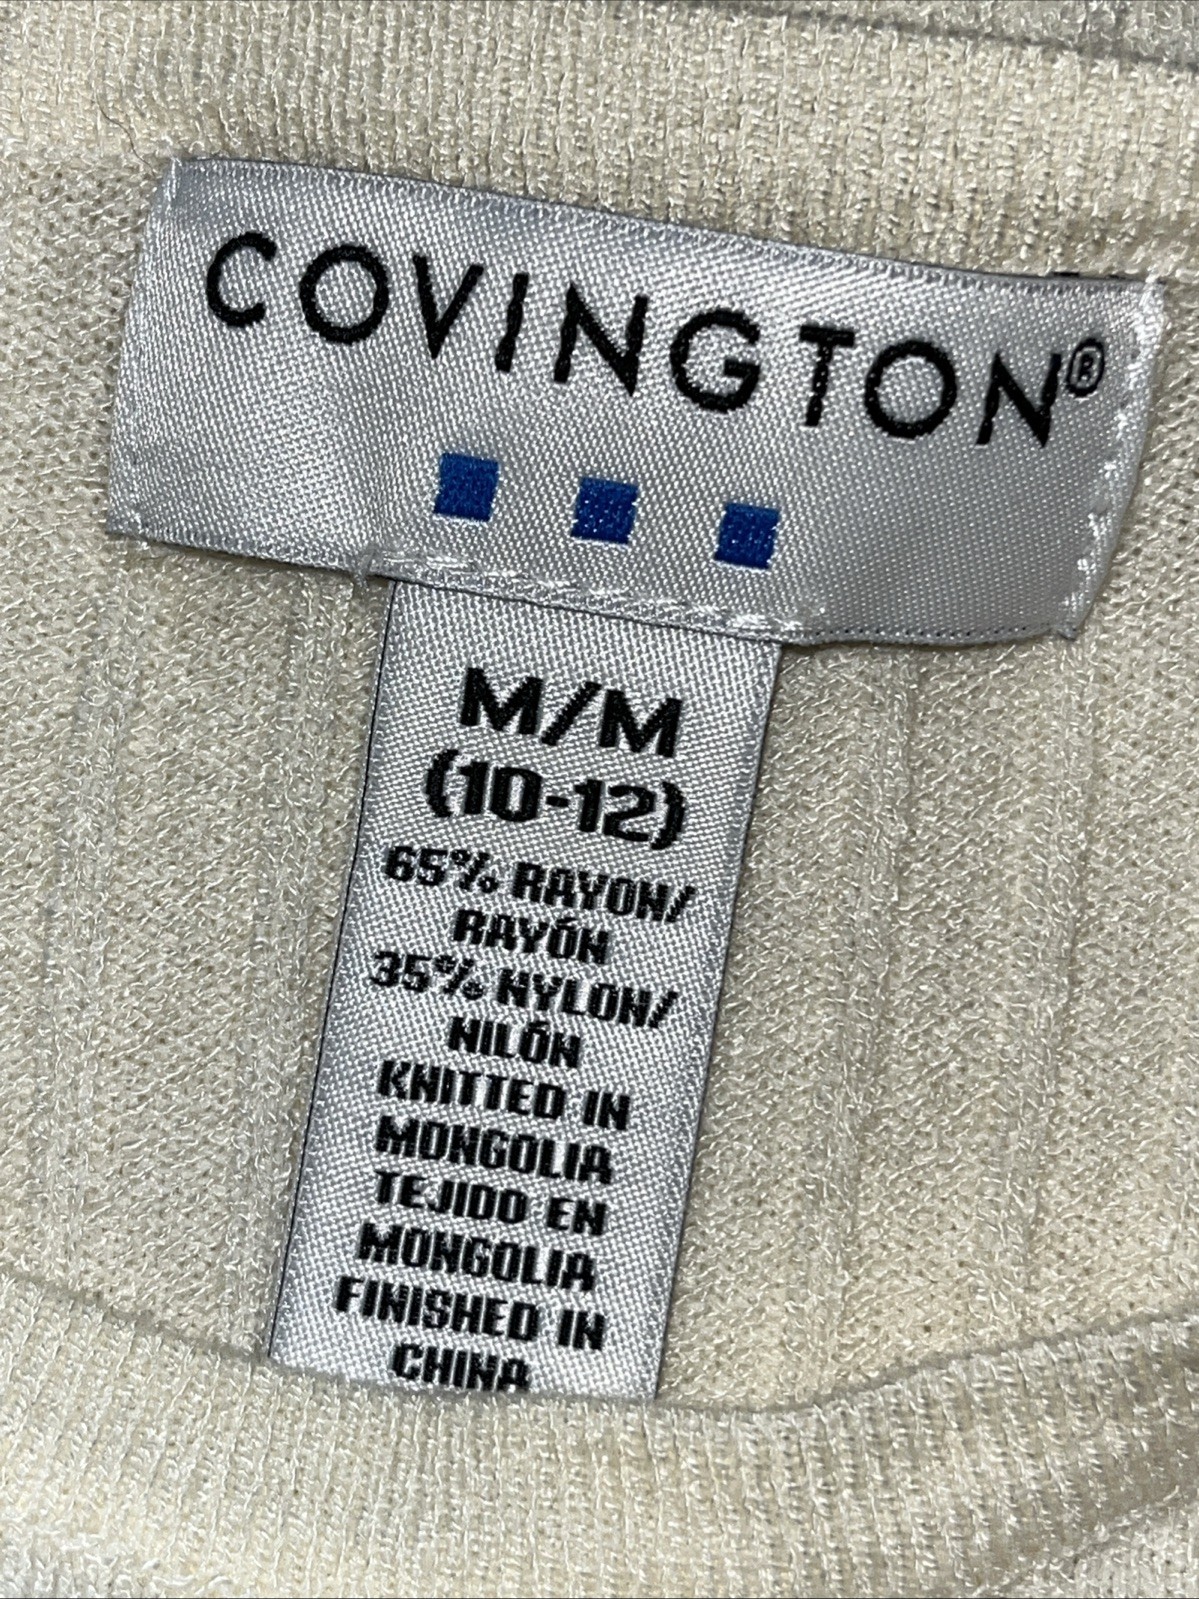 COVINGTON®
M/M
(10-12)
65% RAYON/
RAYÓN
35% NYLON/
NILÓN
KNITTED IN
MONGOLIA
TEJIDO EN
MONGOLIA
FINISHED IN
CHINA